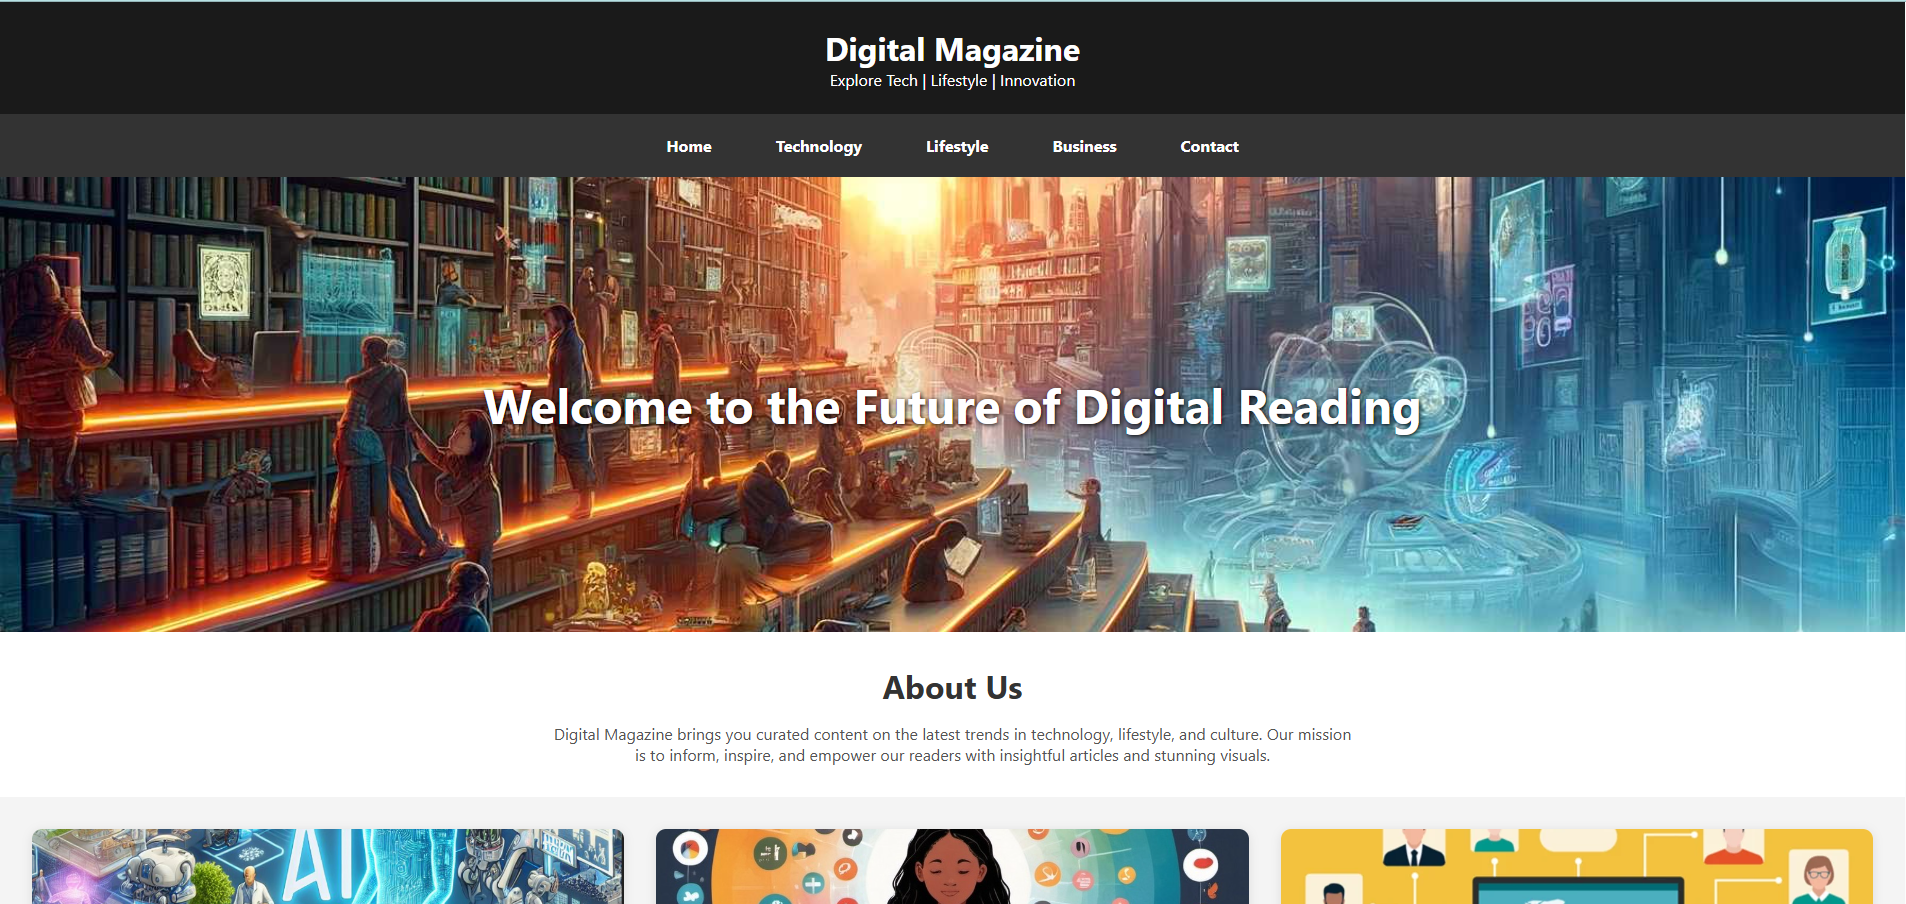 Digital Magazine
Explore Tech | Lifestyle | Innovation
Home Technology Lifestyle Business Contact
Welcome to the Future of Digital Reading
About Us
Digital Magazine brings you curated content on the latest trends in technology, lifestyle, and culture. Our mission
is to inform, inspire, and empower our readers with insightful articles and stunning visuals.
AI